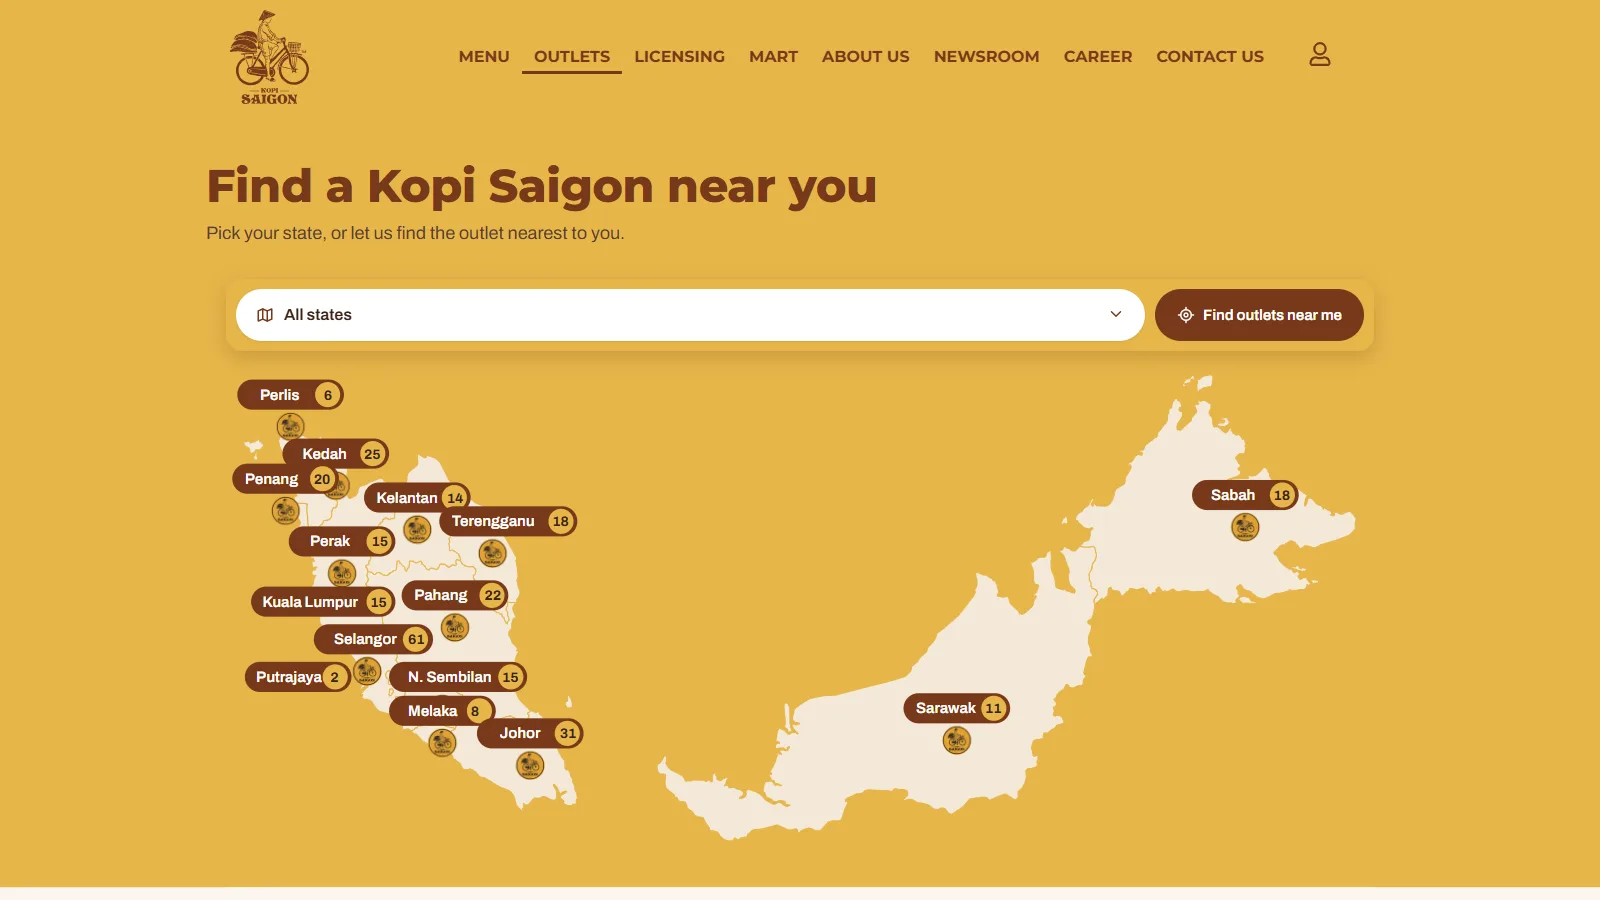 KOPI
SAIGON
MENU
OUTLETS
LICENSING
MART
ABOUT US
NEWSROOM
CAREER
CONTACT US
Find a Kopi Saigon near you
Pick your state, or let us find the outlet nearest to you.
All states
Find outlets near me
Perlis 6
Kedah 25
Penang 20
Kelantan 14
Terengganu 18
Perak 15
Kuala Lumpur 15
Pahang 22
Selangor 61
Putrajaya 2
N. Sembilan 15
Melaka 8
Johor 31
Sabah 18
Sarawak 11